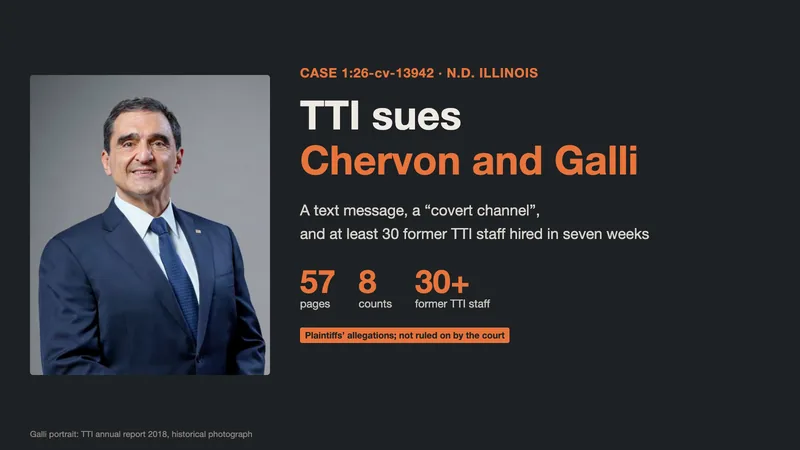 CASE 1:26-cv-13942 · N.D. ILLINOIS
TTI sues
Chervon and Galli
A text message, a “covert channel”,
and at least 30 former TTI staff hired in seven weeks
57 8 30+
pages counts former TTI staff
Plaintiffs' allegations; not ruled on by the court
Galli portrait: TTI annual report 2018, historical photograph